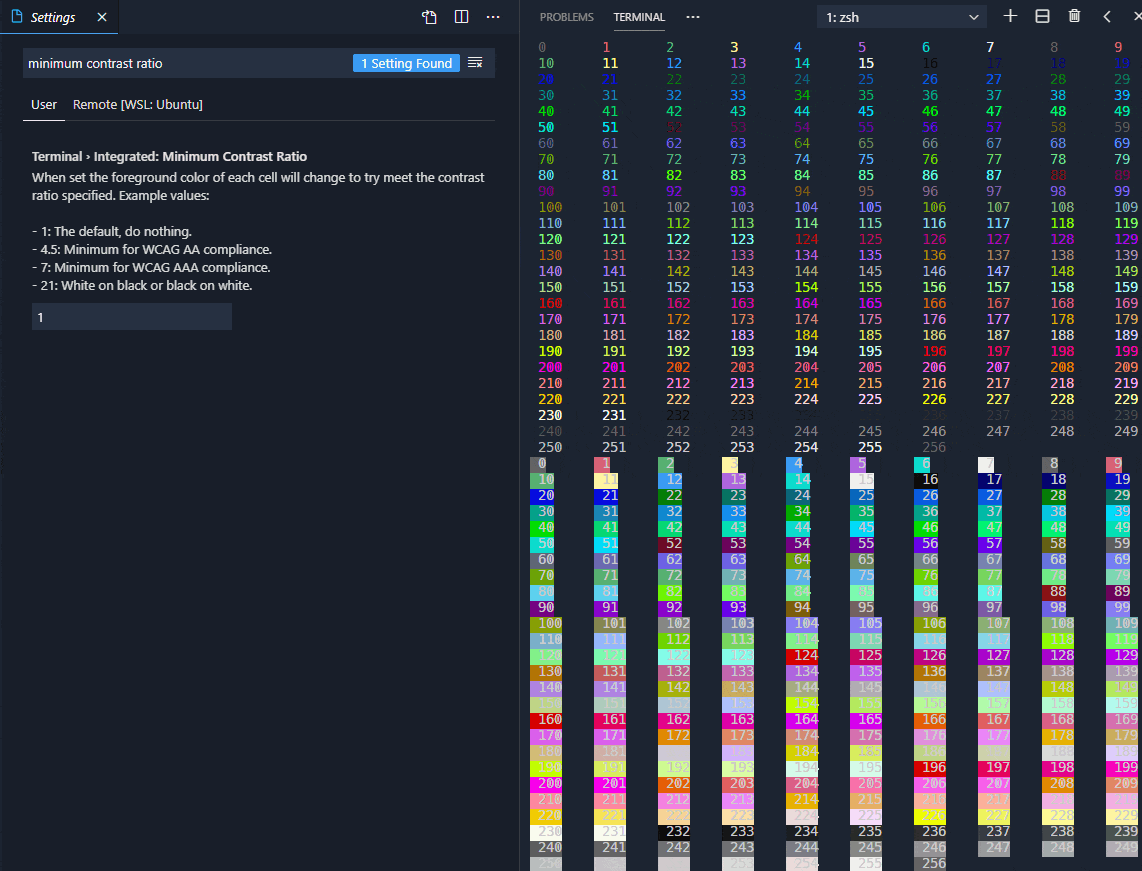 Settings
minimum contrast ratio
1 Setting Found
User Remote [WSL: Ubuntu]
Terminal › Integrated: Minimum Contrast Ratio
When set the foreground color of each cell will change to try meet the contrast
ratio specified. Example values:
- 1: The default, do nothing.
- 4.5: Minimum for WCAG AA compliance.
- 7: Minimum for WCAG AAA compliance.
- 21: White on black or black on white.
1
PROBLEMS TERMINAL
1: zsh
0 1 2 3 4 5 6 7 8 9
10 11 12 13 14 15 16 17 18 19
20 21 22 23 24 25 26 27 28 29
30 31 32 33 34 35 36 37 38 39
40 41 42 43 44 45 46 47 48 49
50 51 52 53 54 55 56 57 58 59
60 61 62 63 64 65 66 67 68 69
70 71 72 73 74 75 76 77 78 79
80 81 82 83 84 85 86 87 88 89
90 91 92 93 94 95 96 97 98 99
100 101 102 103 104 105 106 107 108 109
110 111 112 113 114 115 116 117 118 119
120 121 122 123 124 125 126 127 128 129
130 131 132 133 134 135 136 137 138 139
140 141 142 143 144 145 146 147 148 149
150 151 152 153 154 155 156 157 158 159
160 161 162 163 164 165 166 167 168 169
170 171 172 173 174 175 176 177 178 179
180 181 182 183 184 185 186 187 188 189
190 191 192 193 194 195 196 197 198 199
200 201 202 203 204 205 206 207 208 209
210 211 212 213 214 215 216 217 218 219
220 221 222 223 224 225 226 227 228 229
230 231 232 233 234 236 237 238 239
240 241 242 243 244 245 246 247 248 249
250 251 252 253 254 255 256
0 1 2 3 4 5 6 7 8 9
10 11 12 13 14 15 16 17 18 19
20 21 22 23 24 25 26 27 28 29
30 31 32 33 34 35 36 37 38 39
40 41 42 43 44 45 46 47 48 49
50 51 52 53 54 55 56 57 58 59
60 61 62 63 64 65 66 67 68 69
70 71 72 73 74 75 76 77 78 79
80 81 82 83 84 85 86 87 88 89
90 91 92 93 94 95 96 97 98 99
100 101 102 103 104 105 106 107 108 109
110 111 112 113 114 115 116 117 118 119
120 121 122 123 124 125 126 127 128 129
130 131 132 133 134 135 136 137 138 139
140 141 142 143 144 145 146 147 148 149
150 151 152 153 154 155 156 157 158 159
160 161 162 163 164 165 166 167 168 169
170 171 172 173 174 175 176 177 178 179
180 181 183 184 185 186 187 188 189
190 191 192 193 194 195 196 197 198 199
200 201 202 203 204 205 206 207 208 209
210 211 212 213 214 215 216 217 218 219
220 221 222 223 224 225 226 227 228 229
230 231 232 233 234 235 236 237 238 239
240 241 242 243 244 245 246 247 248 249
250 251 253 254 255 256